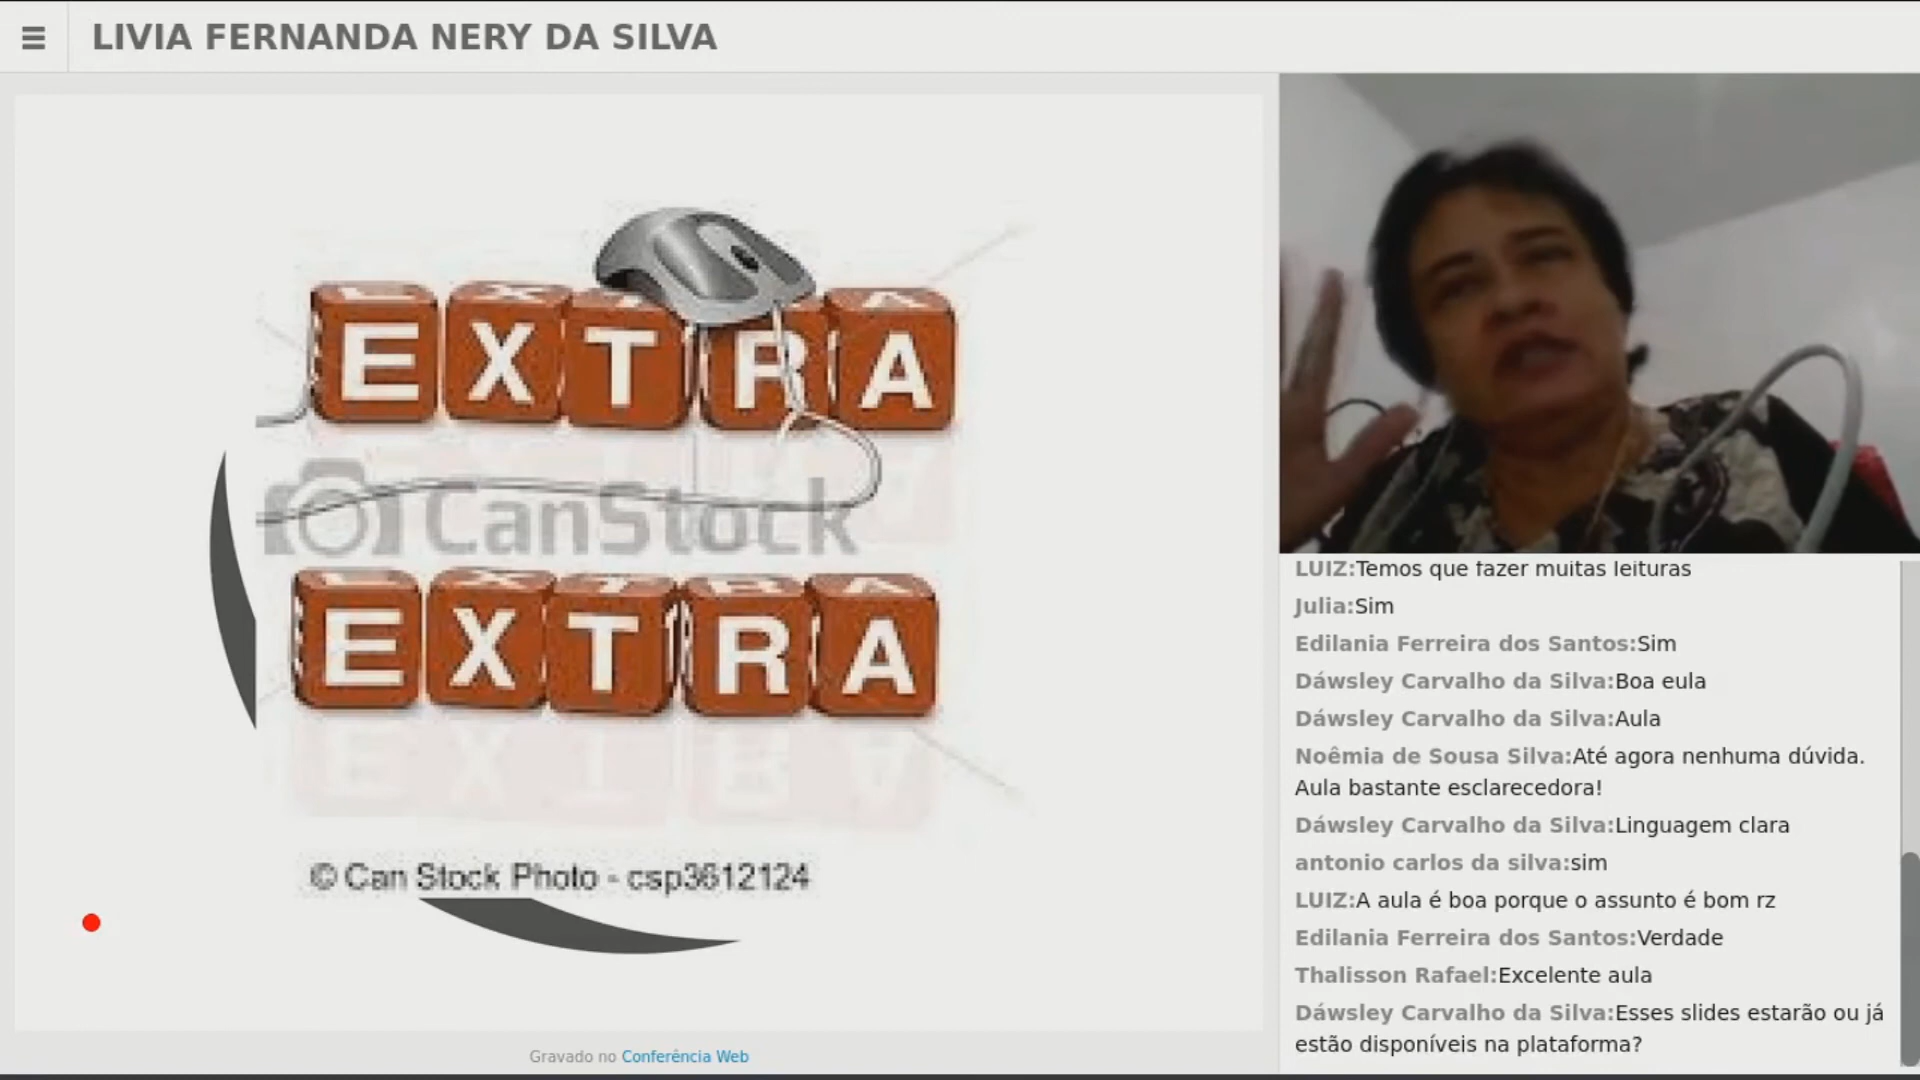 LIVIA FERNANDA NERY DA SILVA
EXTRA
CanStock
EXTRA
© Can Stock Photo - csp3612124
Gravado no Conferência Web
LUIZ:Temos que fazer muitas leituras
Julia:Sim
Edilania Ferreira dos Santos:Sim
Dáwsley Carvalho da Silva:Boa eula
Dáwsley Carvalho da Silva:Aula
Noêmia de Sousa Silva:Até agora nenhuma dúvida.
Aula bastante esclarecedora!
Dáwsley Carvalho da Silva:Linguagem clara
antonio carlos da silva:sim
LUIZ:A aula é boa porque o assunto é bom rz
Edilania Ferreira dos Santos:Verdade
Thalisson Rafael:Excelente aula
Dáwsley Carvalho da Silva:Esses slides estarão ou já
estão disponíveis na plataforma?